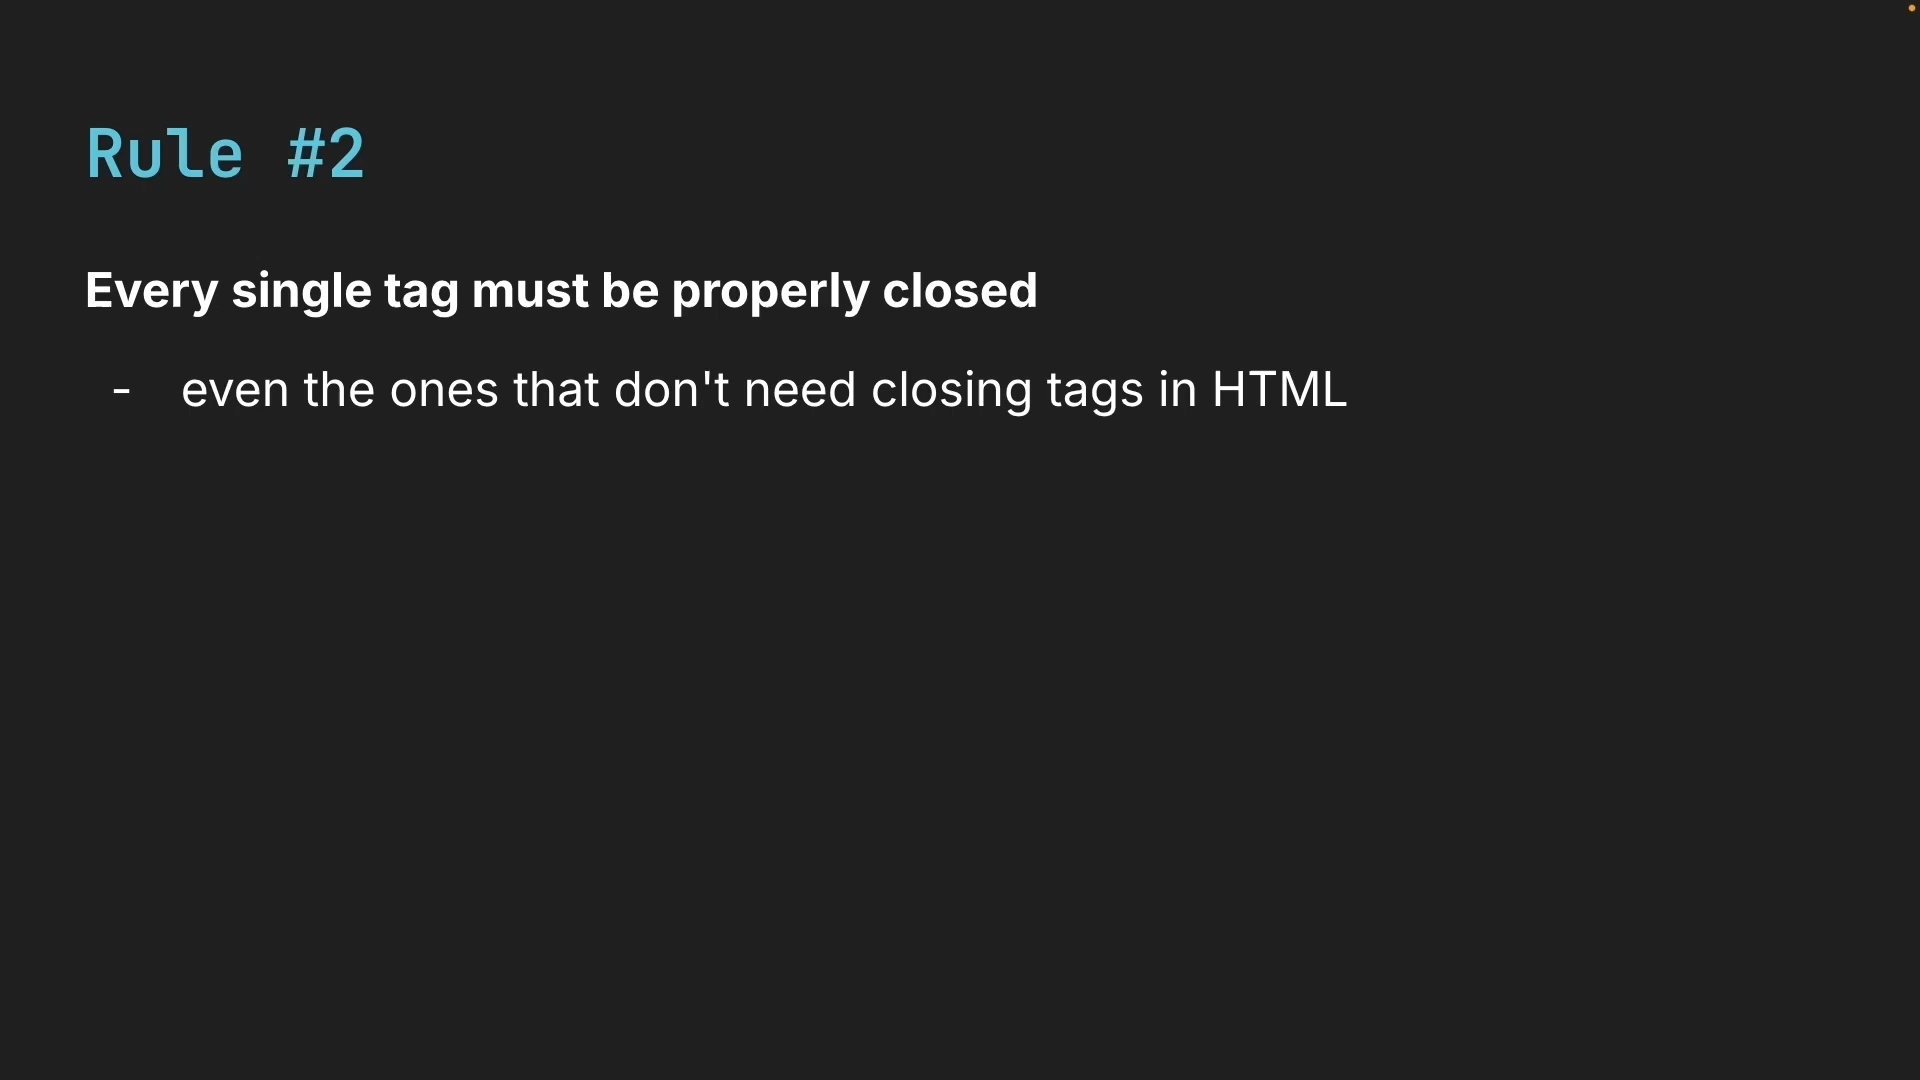 Rule #2
Every single tag must be properly closed
- even the ones that don't need closing tags in HTML